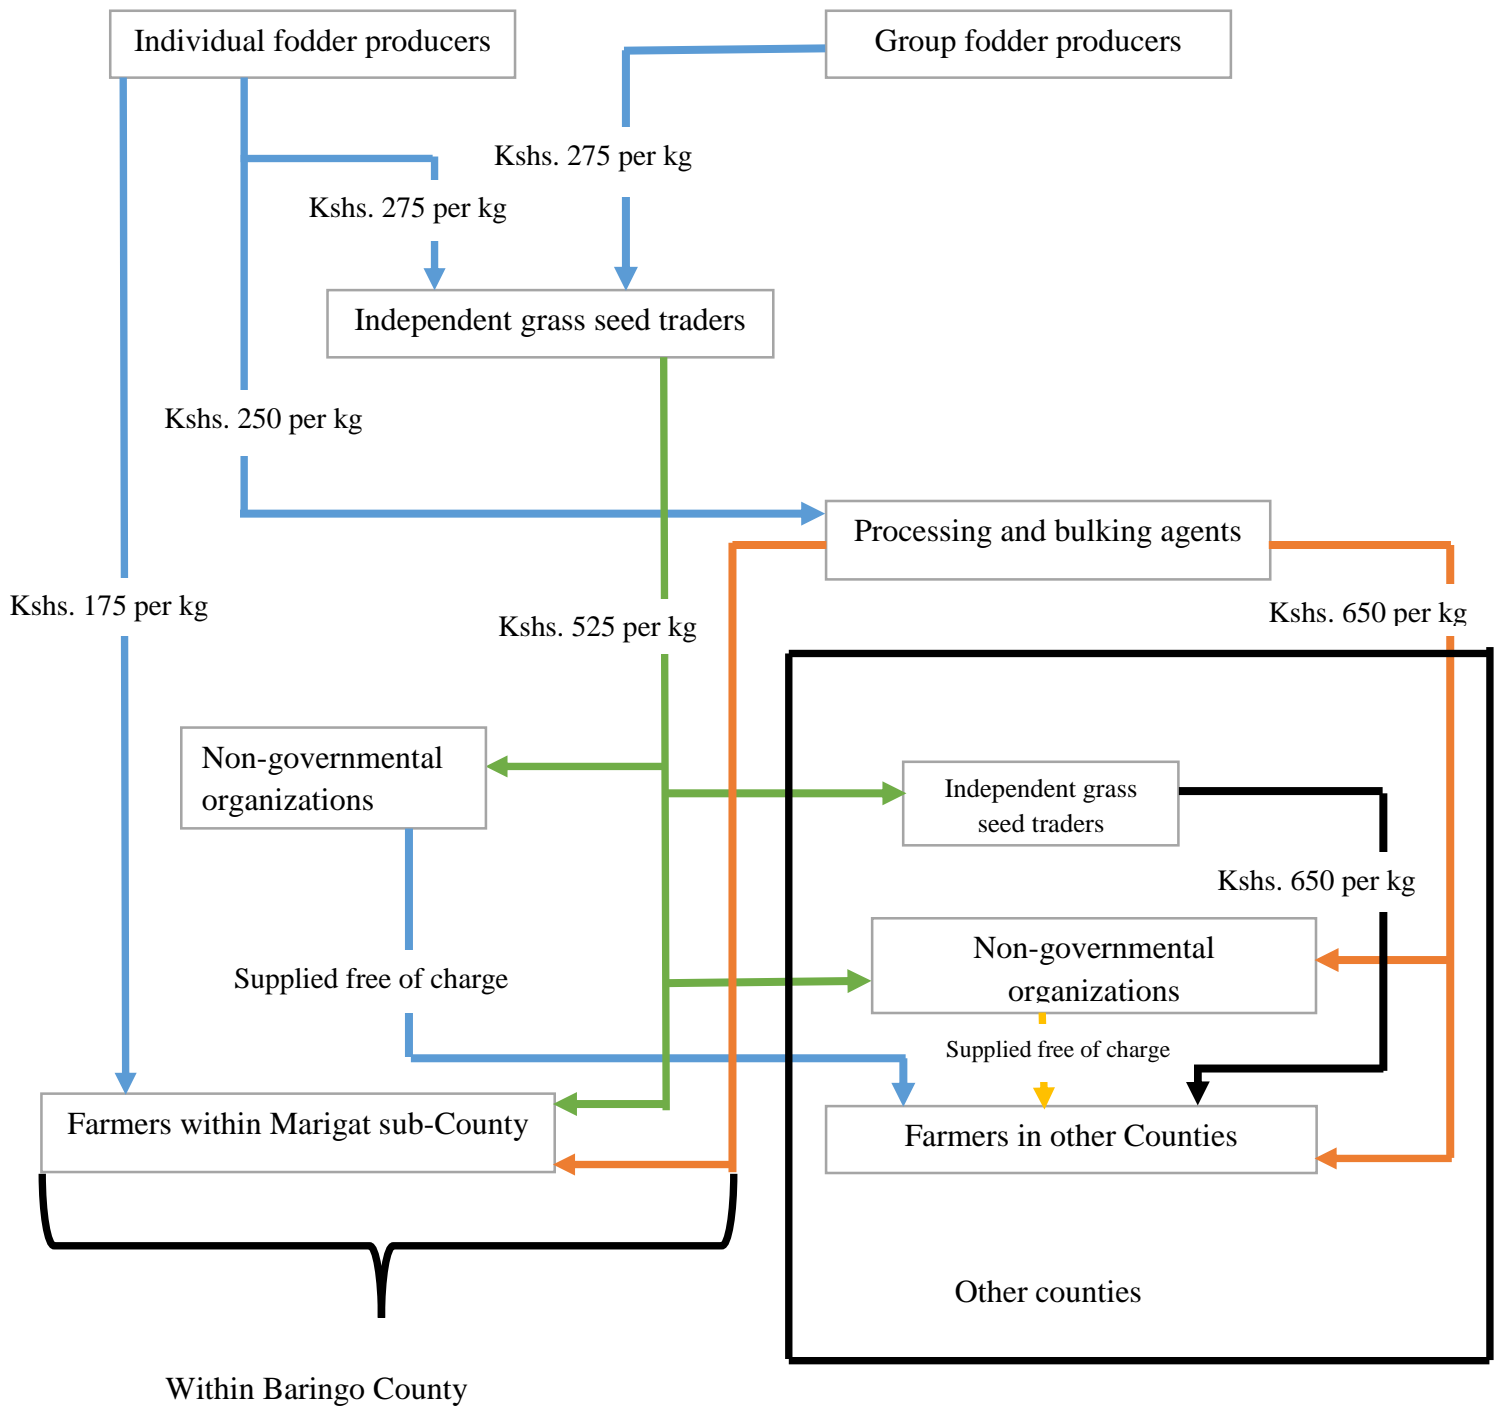 Individual fodder producers
Group fodder producers
Kshs. 275 per kg
Kshs. 275 per kg
Independent grass seed traders
Kshs. 250 per kg
Processing and bulking agents
Kshs. 175 per kg
Kshs. 525 per kg
Kshs. 650 per kg
Non-governmental
organizations
Independent grass
seed traders
Kshs. 650 per kg
Non-governmental
organizations
Supplied free of charge
Supplied free of charge
Farmers within Marigat sub-County
Farmers in other Counties
Other counties
Within Baringo County